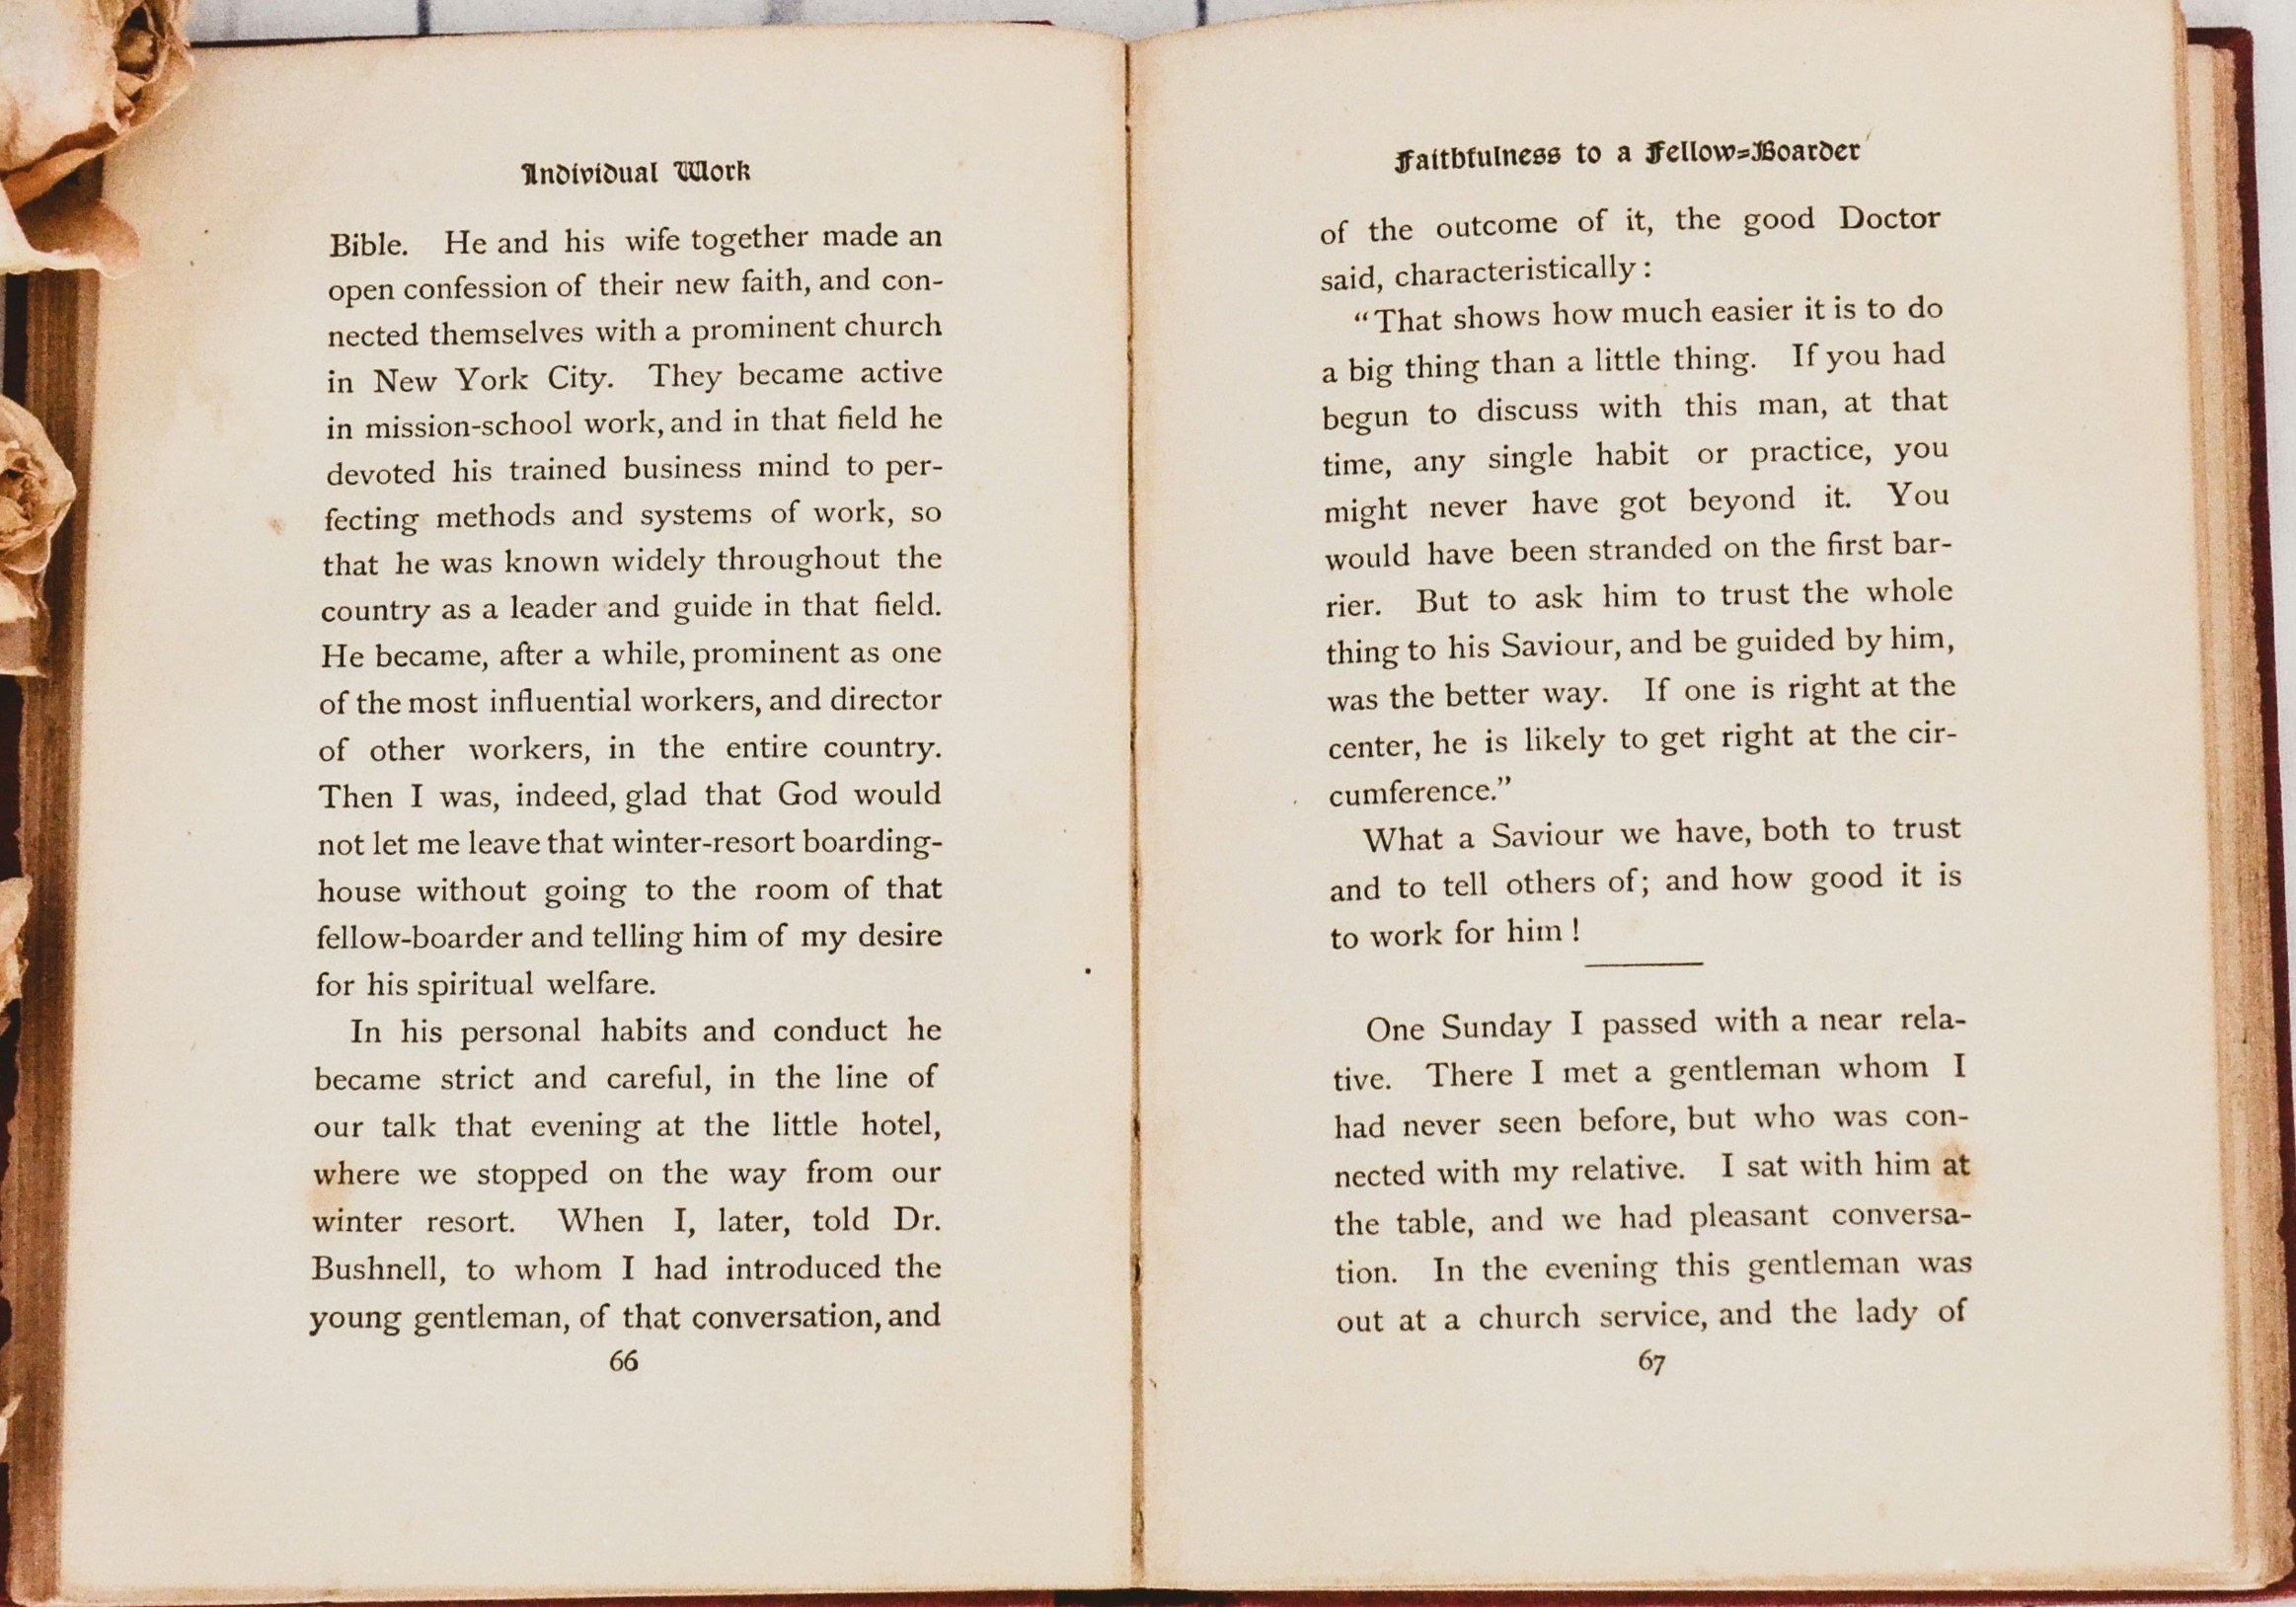 Individual Work
Bible. He and his wife together made an
open confession of their new faith, and con-
nected themselves with a prominent church
in New York City. They became active
in mission-school work, and in that field he
devoted his trained business mind to per-
fecting methods and systems of work, so
that he was known widely throughout the
country as a leader and guide in that field.
He became, after a while, prominent as one
of the most influential workers, and director
of other workers, in the entire country.
Then I was, indeed, glad that God would
not let me leave that winter-resort boarding-
house without going to the room of that
fellow-boarder and telling him of my desire
for his spiritual welfare.
In his personal habits and conduct he
became strict and careful, in the line of
our talk that evening at the little hotel,
where we stopped on the way from our
winter resort. When I, later, told Dr.
Bushnell, to whom I had introduced the
young gentleman, of that conversation, and
66
Faithfulness to a Fellow-Boarder
of the outcome of it, the good Doctor
said, characteristically:
“That shows how much easier it is to do
a big thing than a little thing. If you had
begun to discuss with this man, at that
time, any single habit or practice, you
might never have got beyond it. You
would have been stranded on the first bar-
rier. But to ask him to trust the whole
thing to his Saviour, and be guided by him,
was the better way. If one is right at the
center, he is likely to get right at the cir-
cumference.”
What a Saviour we have, both to trust
and to tell others of; and how good it is
to work for him!
One Sunday I passed with a near rela-
tive. There I met a gentleman whom I
had never seen before, but who was con-
nected with my relative. I sat with him at
the table, and we had pleasant conversa-
tion. In the evening this gentleman was
out at a church service, and the lady of
67